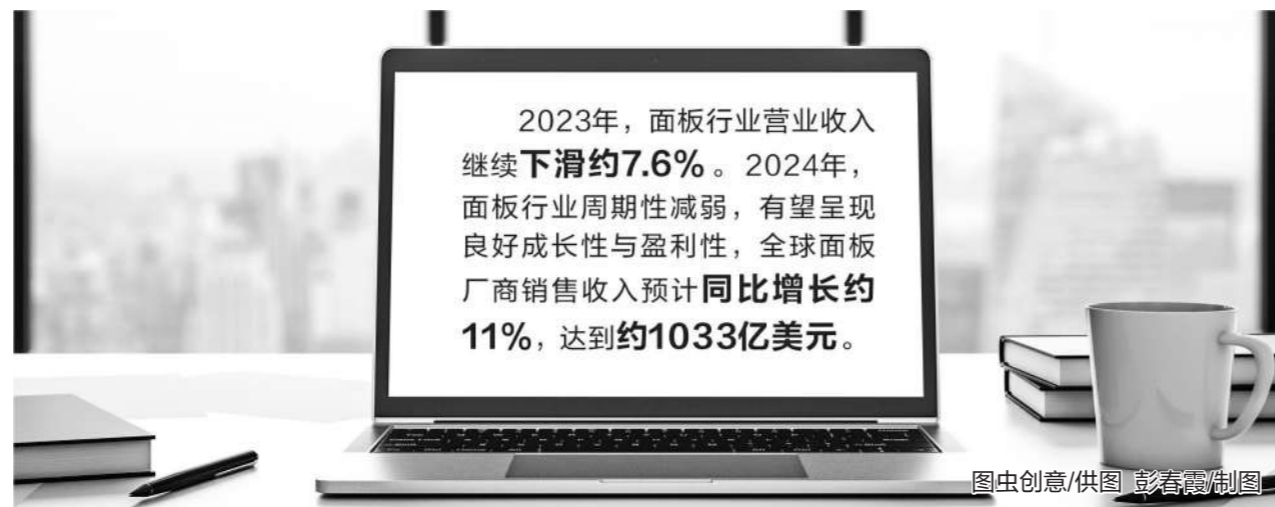 2023年，面板行业营业收入
继续下滑约7.6%。2024年，
面板行业周期性减弱，有望呈现
良好成长性与盈利性，全球面板
厂商销售收入预计同比增长约
11%，达到约1033亿美元。
图虫创意/供图 彭春霞/制图